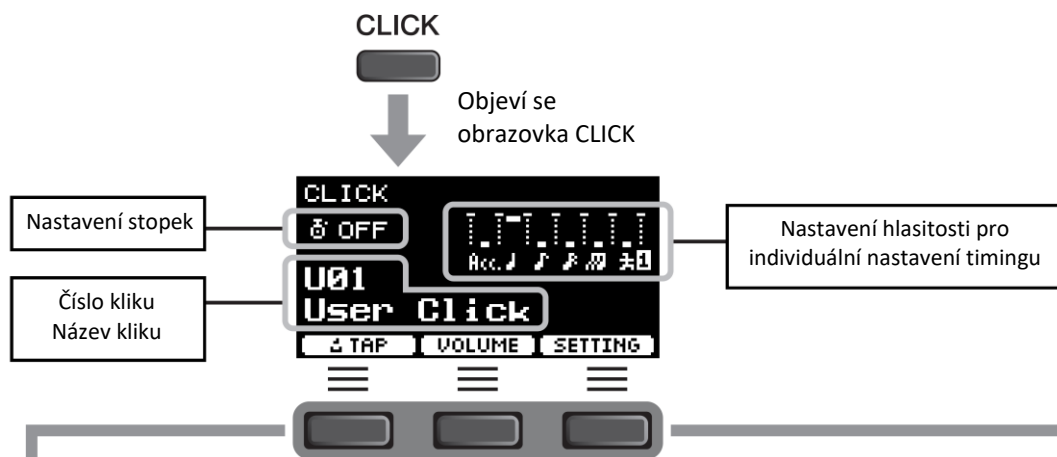 CLICK
Objeví se
obrazovka CLICK
CLICK
Nastavení stopek
OFF
Acc.
1
Nastavení hlasitosti pro
individuální nastavení timingu
Číslo kliku
Název kliku
U01
User Click
TAP
VOLUME
SETTING